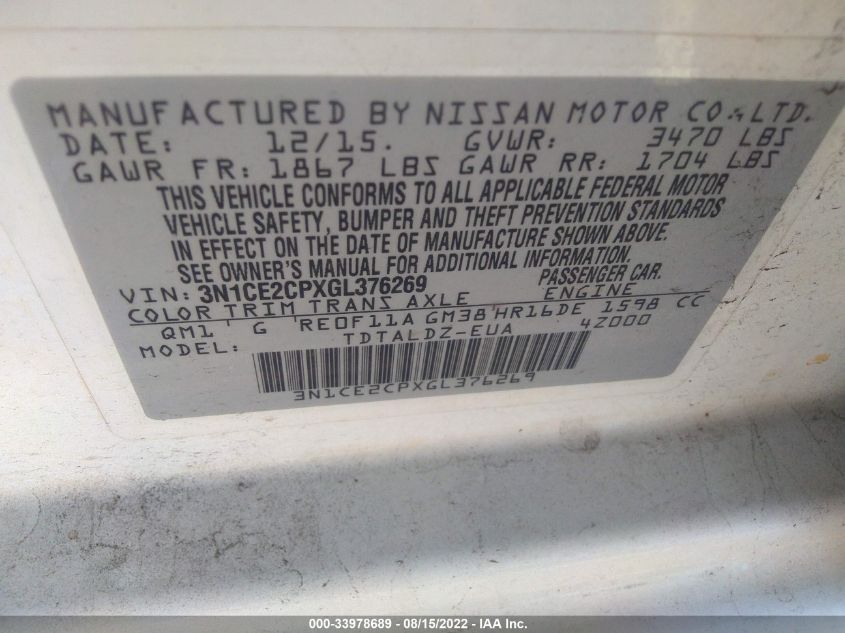 MANUFACTURED BY NISSAN MOTOR CO., LTD.
DATE: 12/15. GVWR: 3470 LBS
GAWR FR: 1867 LBS GAWR RR: 1704 LBS
THIS VEHICLE CONFORMS TO ALL APPLICABLE FEDERAL MOTOR
VEHICLE SAFETY, BUMPER AND THEFT PREVENTION STANDARDS
IN EFFECT ON THE DATE OF MANUFACTURE SHOWN ABOVE.
SEE OWNER'S MANUAL FOR ADDITIONAL INFORMATION.
VIN: 3N1CE2CPXGL376269 PASSENGER CAR.
COLOR TRIM TRANS AXLE ENGINE
QM1 G RE0F11A GM38 HR16DE 1598 CC
MODEL: TDTALDZ-EUA 4Z000
3N1CE2CPXGL376269
000-33978689 - 08/15/2022 - IAA Inc.